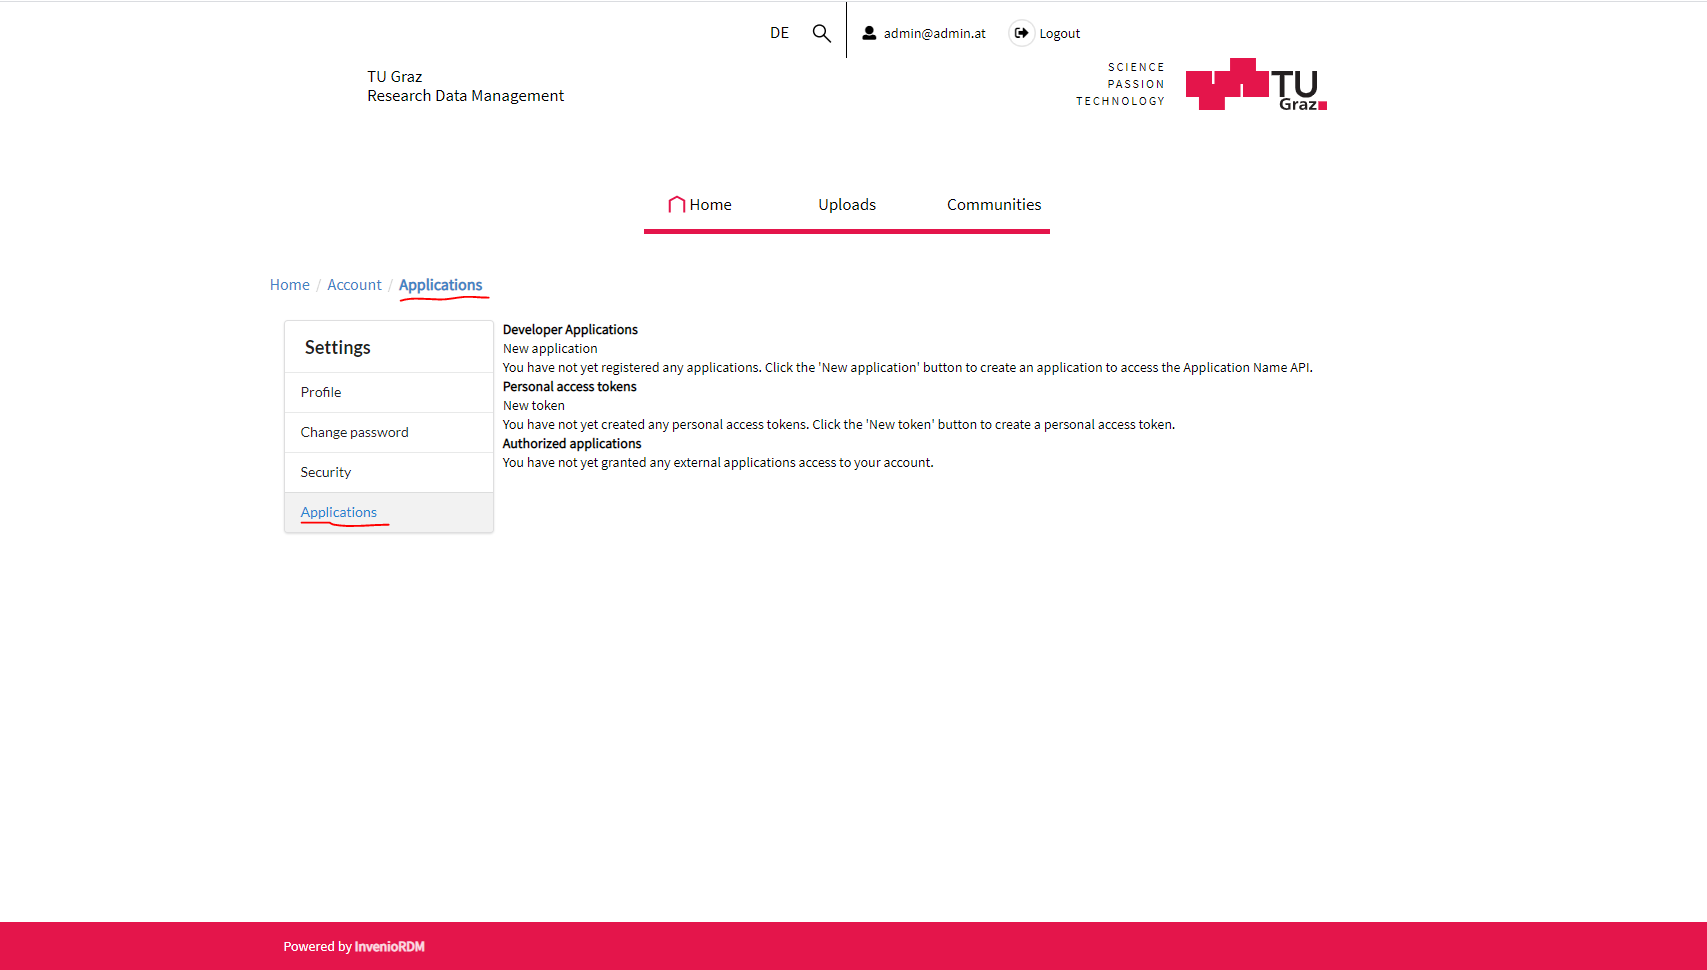 DE
admin@admin.at
Logout
TU Graz
Research Data Management
SCIENCE
PASSION
TECHNOLOGY
TU
Graz
Home
Uploads
Communities
Home / Account / Applications
Settings
Profile
Change password
Security
Applications
Developer Applications
New application
You have not yet registered any applications. Click the 'New application' button to create an application to access the Application Name API.
Personal access tokens
New token
You have not yet created any personal access tokens. Click the 'New token' button to create a personal access token.
Authorized applications
You have not yet granted any external applications access to your account.
Powered by InvenioRDM